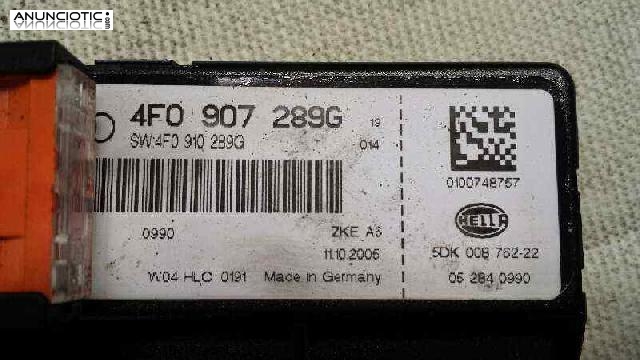 ANUNCIOTIC.com
4F0 907 289G 19
SW:4F0 910 289G 014
0100748757
HELLA
0990 ZKE A6
11.10.2006
5DK 008 762-22
W04 HLC 0191 Made in Germany
06 284 0990